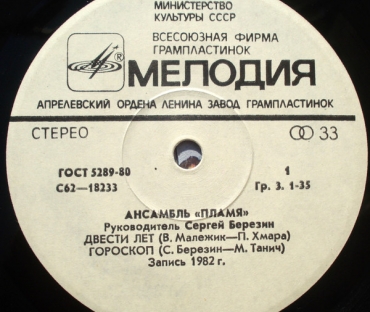 МИНИСТЕРСТВО
КУЛЬТУРЫ СССР
ВСЕСОЮЗНАЯ ФИРМА
ГРАМПЛАСТИНОК
®
МЕЛОДИЯ
АПРЕЛЕВСКИЙ ОРДЕНА ЛЕНИНА ЗАВОД ГРАМПЛАСТИНОК
СТЕРЕО
33
ГОСТ 5289-80
1
С62—18233
Гр. 3. 1-35
АНСАМБЛЬ «ПЛАМЯ»
Руководитель Сергей Березин
ДВЕСТИ ЛЕТ (В. Малежик—П. Хмара)
ГОРОСКОП (С. Березин—М. Танич)
Запись 1982 г.